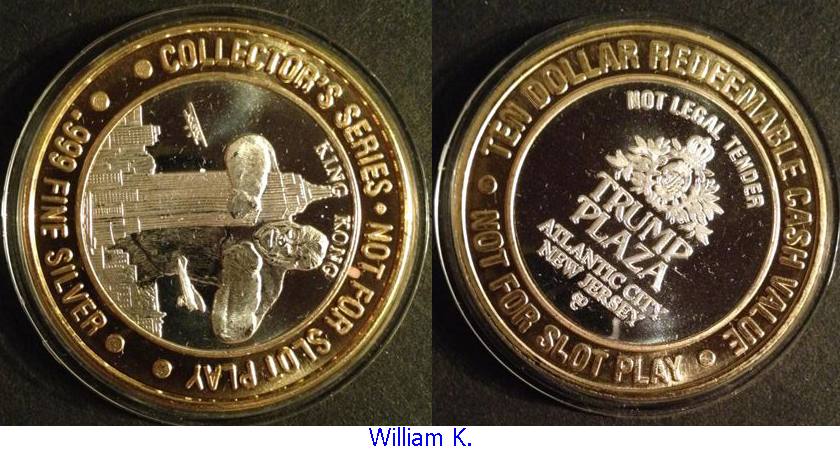 COLLECTOR'S SERIES • NOT FOR SLOT PLAY •
.999 FINE SILVER
KING KONG
TEN DOLLAR REDEEMABLE CASH VALUE
NOT FOR SLOT PLAY
NOT LEGAL TENDER
TRUMP
PLAZA
ATLANTIC CITY
NEW JERSEY
William K.